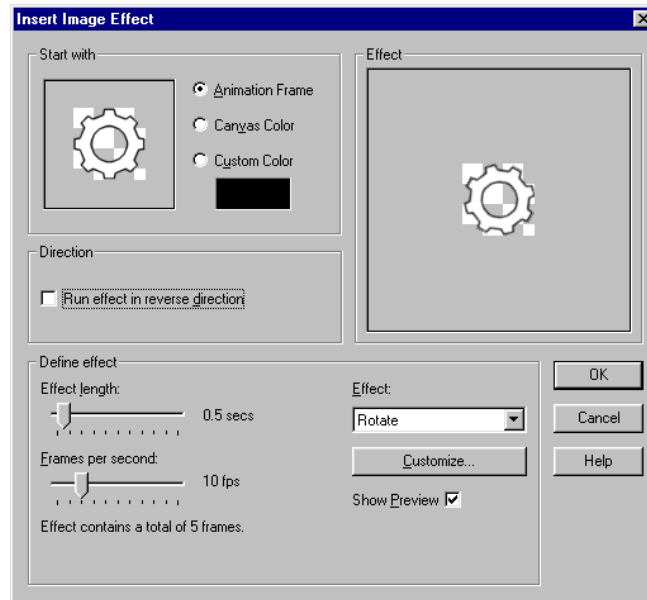 Insert Image Effect
Start with
Animation Frame
Canvas Color
Custom Color
Effect
Direction
Run effect in reverse direction
Define effect
Effect length:
0.5 secs
Frames per second:
10 fps
Effect contains a total of 5 frames.
Effect:
Rotate
Customize...
Show Preview
OK
Cancel
Help